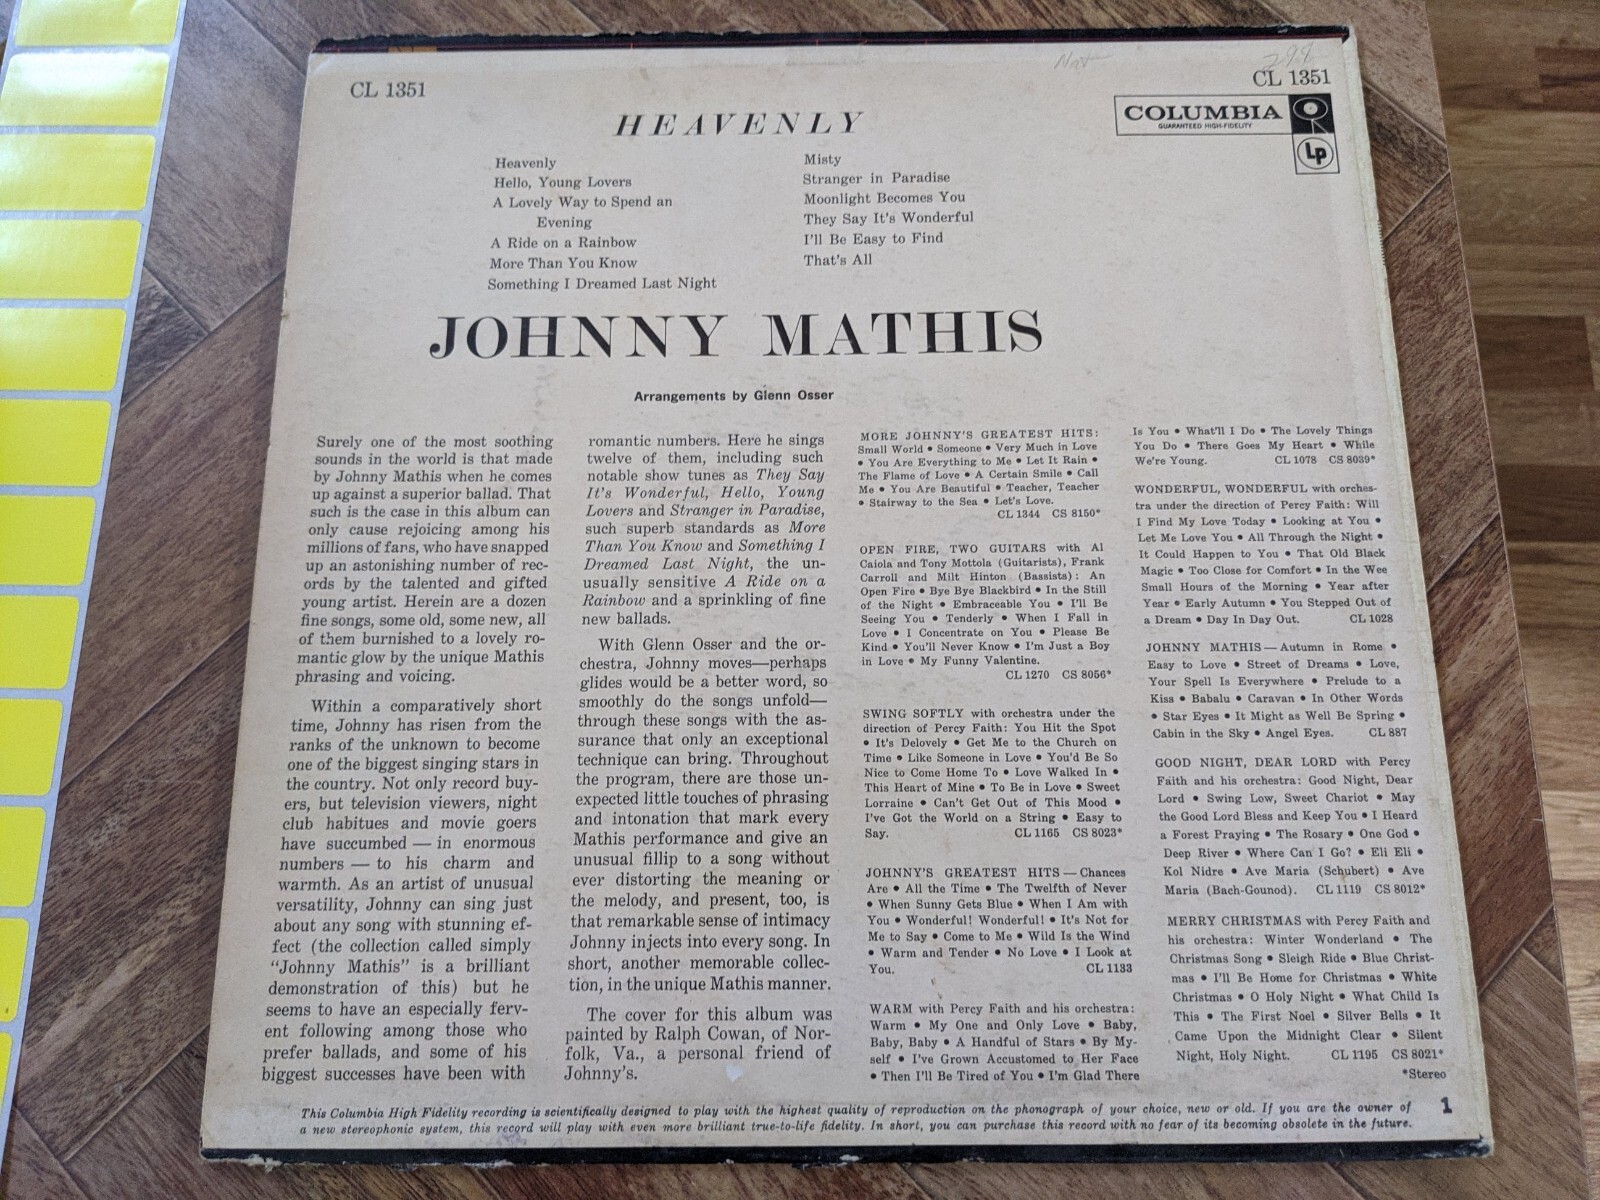 CL 1351
CL 1351
COLUMBIA
GUARANTEED HIGH-FIDELITY
Lp
HEAVENLY
Heavenly
Hello, Young Lovers
A Lovely Way to Spend an
Evening
A Ride on a Rainbow
More Than You Know
Something I Dreamed Last Night
Misty
Stranger in Paradise
Moonlight Becomes You
They Say It's Wonderful
I'll Be Easy to Find
That's All
JOHNNY MATHIS
Arrangements by Glenn Osser
Surely one of the most soothing
sounds in the world is that made
by Johnny Mathis when he comes
up against a superior ballad. That
such is the case in this album can
only cause rejoicing among his
millions of fans, who have snapped
up an astonishing number of rec-
ords by the talented and gifted
young artist. Herein are a dozen
fine songs, some old, some new, all
of them burnished to a lovely ro-
mantic glow by the unique Mathis
phrasing and voicing.
Within a comparatively short
time, Johnny has risen from the
ranks of the unknown to become
one of the biggest singing stars in
the country. Not only record buy-
ers, but television viewers, night
club habitues and movie goers
have succumbed — in enormous
numbers — to his charm and
warmth. As an artist of unusual
versatility, Johnny can sing just
about any song with stunning ef-
fect (the collection called simply
"Johnny Mathis" is a brilliant
demonstration of this) but he
seems to have an especially ferv-
ent following among those who
prefer ballads, and some of his
biggest successes have been with
romantic numbers. Here he sings
twelve of them, including such
notable show tunes as They Say
It's Wonderful, Hello, Young
Lovers and Stranger in Paradise,
such superb standards as More
Than You Know and Something I
Dreamed Last Night, the un-
usually sensitive A Ride on a
Rainbow and a sprinkling of fine
new ballads.
With Glenn Osser and the or-
chestra, Johnny moves—perhaps
glides would be a better word, so
smoothly do the songs unfold—
through these songs with the as-
surance that only an exceptional
technique can bring. Throughout
the program, there are those un-
expected little touches of phrasing
and intonation that mark every
Mathis performance and give an
unusual fillip to a song without
ever distorting the meaning or
the melody, and present, too, is
that remarkable sense of intimacy
Johnny injects into every song. In
short, another memorable collec-
tion, in the unique Mathis manner.
The cover for this album was
painted by Ralph Cowan, of Nor-
folk, Va., a personal friend of
Johnny's.
MORE JOHNNY'S GREATEST HITS:
Small World • Someone • Very Much in Love
• You Are Everything to Me • Let It Rain •
The Flame of Love • A Certain Smile • Call
Me • You Are Beautiful • Teacher, Teacher
• Stairway to the Sea • Let's Love.
CL 1344 CS 8150*
OPEN FIRE, TWO GUITARS with Al
Caiola and Tony Mottola (Guitarists), Frank
Carroll and Milt Hinton (Bassists): An
Open Fire • Bye Bye Blackbird • In the Still
of the Night • Embraceable You • I'll Be
Seeing You • Tenderly • When I Fall in
Love • I Concentrate on You • Please Be
Kind • You'll Never Know • I'm Just a Boy
in Love • My Funny Valentine.
CL 1270 CS 8056*
SWING SOFTLY with orchestra under the
direction of Percy Faith: You Hit the Spot
• It's Delovely • Get Me to the Church on
Time • Like Someone in Love • You'd Be So
Nice to Come Home To • Love Walked In •
This Heart of Mine • To Be in Love • Sweet
Lorraine • Can't Get Out of This Mood •
I've Got the World on a String • Easy to
Say. CL 1165 CS 8023*
JOHNNY'S GREATEST HITS — Chances
Are • All the Time • The Twelfth of Never
• When Sunny Gets Blue • When I Am with
You • Wonderful! Wonderful! • It's Not for
Me to Say • Come to Me • Wild Is the Wind
• Warm and Tender • No Love • I Look at
You. CL 1133
WARM with Percy Faith and his orchestra:
Warm • My One and Only Love • Baby,
Baby, Baby • A Handful of Stars • By My-
self • I've Grown Accustomed to Her Face
• Then I'll Be Tired of You • I'm Glad There
Is You • What'll I Do • The Lovely Things
You Do • There Goes My Heart • While
We're Young. CL 1078 CS 8039*
WONDERFUL, WONDERFUL with orches-
tra under the direction of Percy Faith: Will
I Find My Love Today • Looking at You •
Let Me Love You • All Through the Night •
It Could Happen to You • That Old Black
Magic • Too Close for Comfort • In the Wee
Small Hours of the Morning • Year after
Year • Early Autumn • You Stepped Out of
a Dream • Day In Day Out. CL 1028
JOHNNY MATHIS — Autumn in Rome •
Easy to Love • Street of Dreams • Love,
Your Spell Is Everywhere • Prelude to a
Kiss • Babalu • Caravan • In Other Words
• Star Eyes • It Might as Well Be Spring •
Cabin in the Sky • Angel Eyes. CL 887
GOOD NIGHT, DEAR LORD with Percy
Faith and his orchestra: Good Night, Dear
Lord • Swing Low, Sweet Chariot • May
the Good Lord Bless and Keep You • I Heard
a Forest Praying • The Rosary • One God •
Deep River • Where Can I Go? • Eli Eli •
Kol Nidre • Ave Maria (Schubert) • Ave
Maria (Bach-Gounod). CL 1119 CS 8012*
MERRY CHRISTMAS with Percy Faith and
his orchestra: Winter Wonderland • The
Christmas Song • Sleigh Ride • Blue Christ-
mas • I'll Be Home for Christmas • White
Christmas • O Holy Night • What Child Is
This • The First Noel • Silver Bells • It
Came Upon the Midnight Clear • Silent
Night, Holy Night. CL 1195 CS 8021*
*Stereo
This Columbia High Fidelity recording is scientifically designed to play with the highest quality of reproduction on the phonograph of your choice, new or old. If you are the owner of
a new stereophonic system, this record will play with even more brilliant true-to-life fidelity. In short, you can purchase this record with no fear of its becoming obsolete in the future.
1